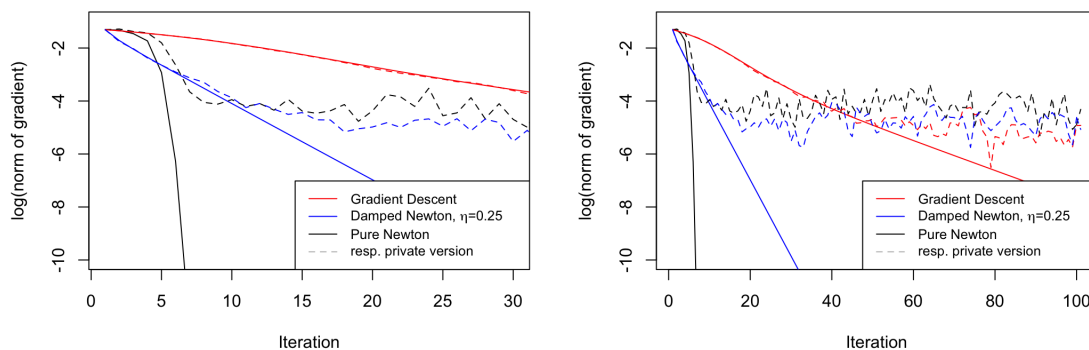 -2
-4
-6
-8
-10
log(norm of gradient)
0
5
10
15
20
25
30
Iteration
Gradient Descent
Damped Newton, η=0.25
Pure Newton
resp. private version
-2
-4
-6
-8
-10
log(norm of gradient)
0
20
40
60
80
100
Iteration
Gradient Descent
Damped Newton, η=0.25
Pure Newton
resp. private version